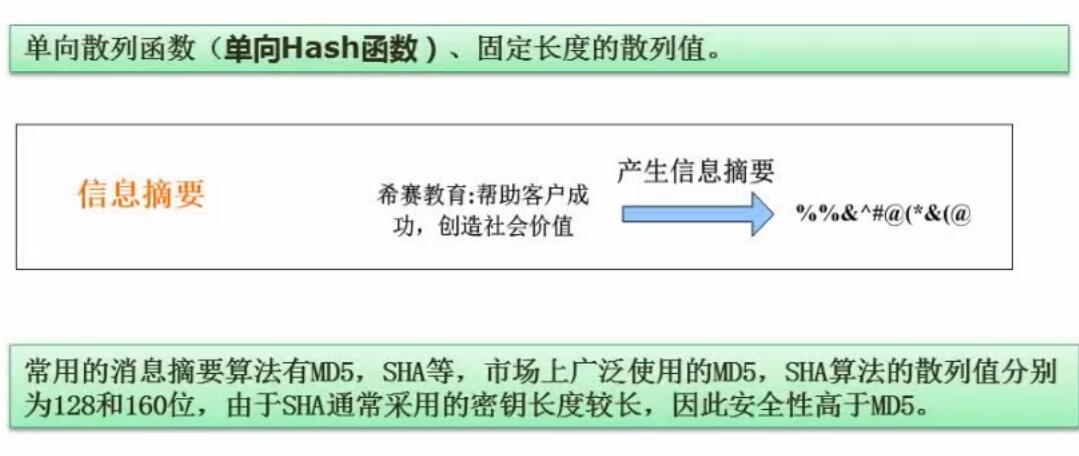 单向散列函数（单向Hash函数）、固定长度的散列值。
信息摘要
希赛教育:帮助客户成
功，创造社会价值
产生信息摘要
%%&^#@(*&(@
常用的消息摘要算法有MD5，SHA等，市场上广泛使用的MD5，SHA算法的散列值分别
为128和160位，由于SHA通常采用的密钥长度较长，因此安全性高于MD5。